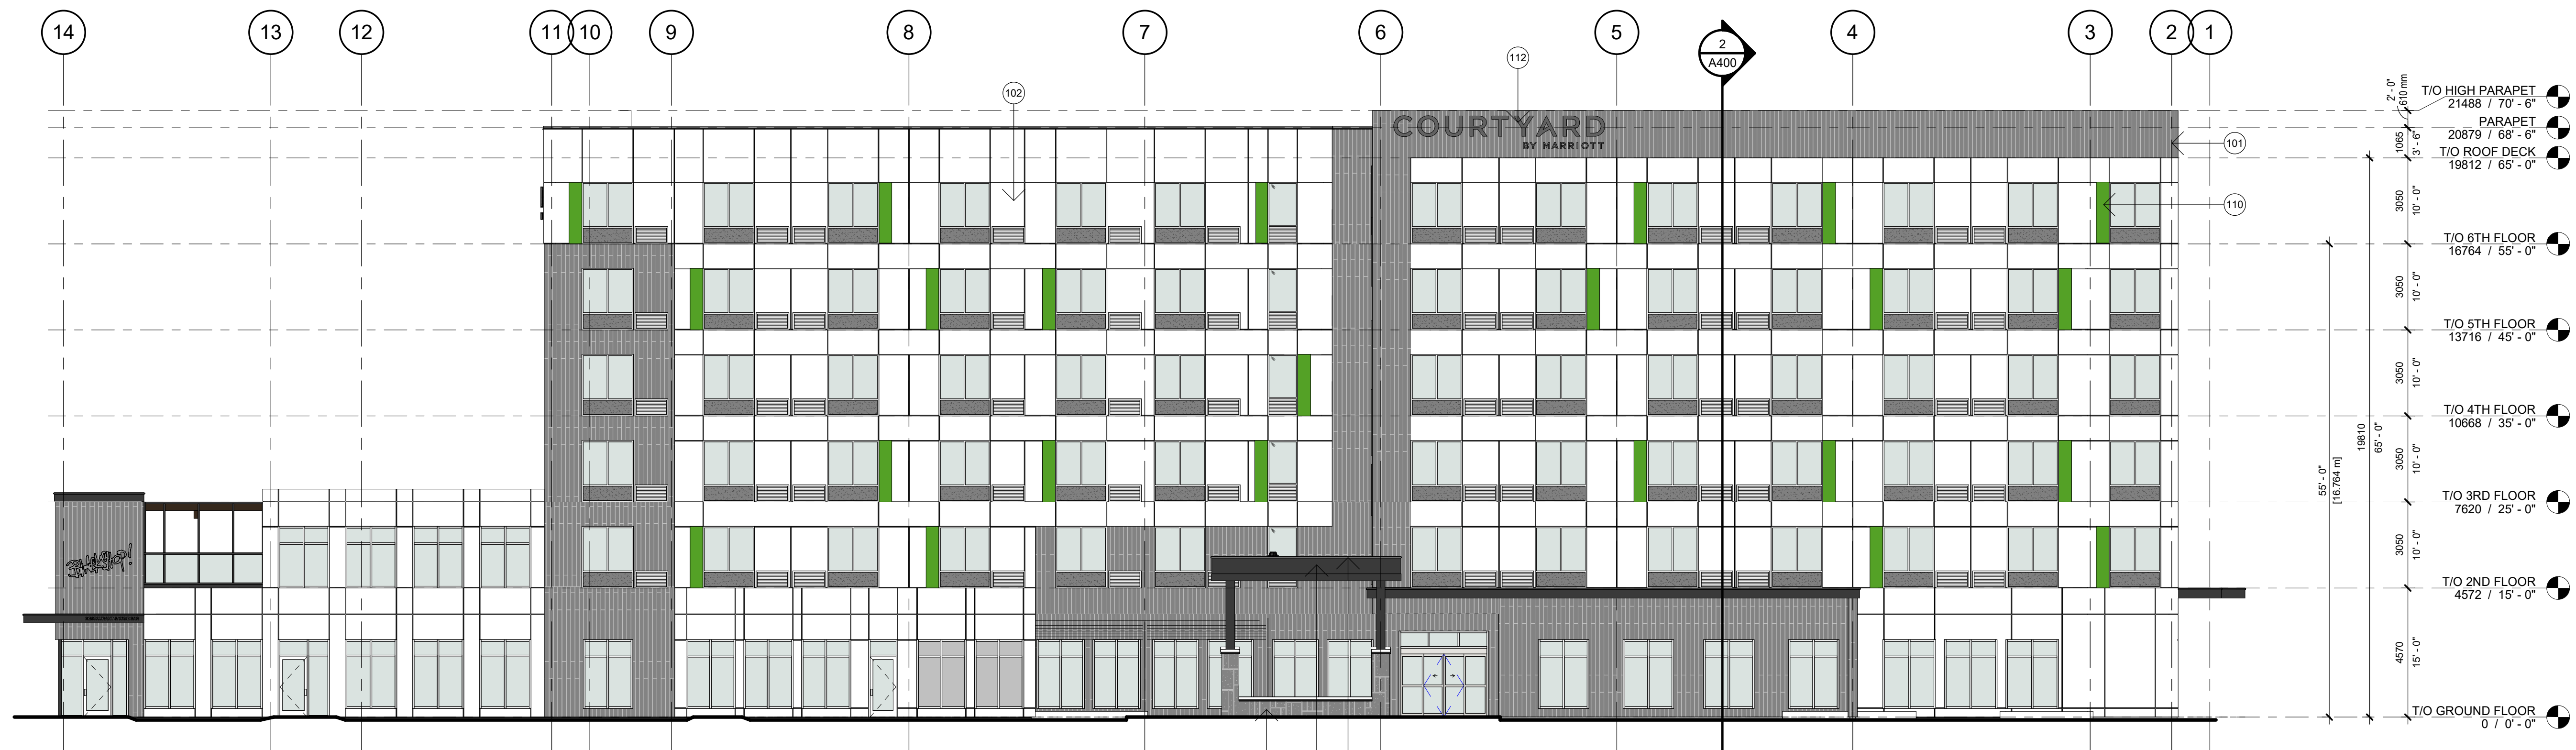 14
13
12
11
10
9
8
7
6
5
2
A400
4
3
2
1
112
102
COURTYARD
BY MARRIOTT
101
110
2' - 0"
610 mm
T/O HIGH PARAPET
21488 / 70' - 6"
PARAPET
20879 / 68' - 6"
1065
3' - 6"
T/O ROOF DECK
19812 / 65' - 0"
3050
10' - 0"
T/O 6TH FLOOR
16764 / 55' - 0"
3050
10' - 0"
T/O 5TH FLOOR
13716 / 45' - 0"
3050
10' - 0"
T/O 4TH FLOOR
10668 / 35' - 0"
19810
65' - 0"
3050
10' - 0"
55' - 0"
[16.764 m]
T/O 3RD FLOOR
7620 / 25' - 0"
3050
10' - 0"
T/O 2ND FLOOR
4572 / 15' - 0"
4570
15' - 0"
T/O GROUND FLOOR
0 / 0' - 0"